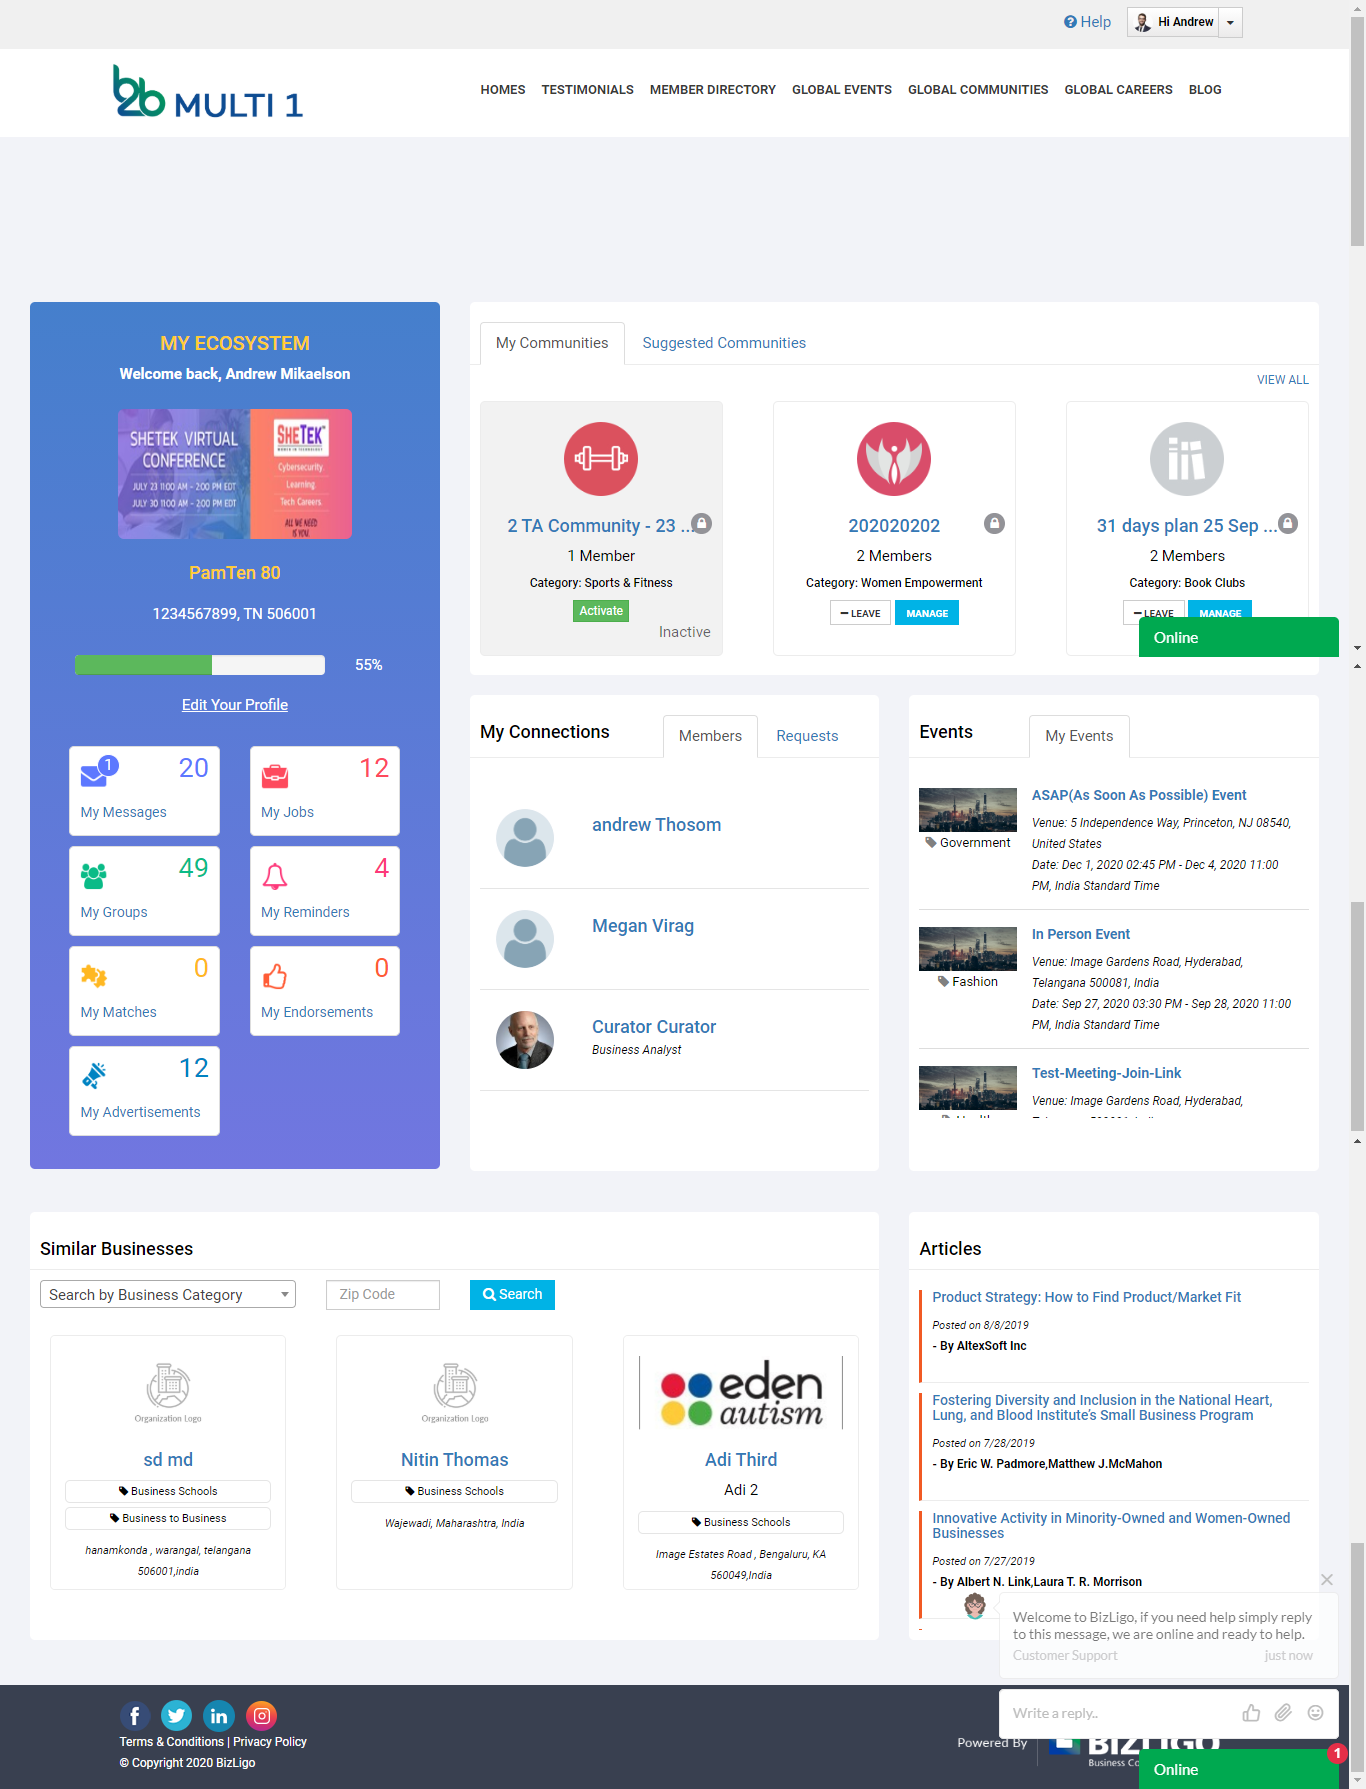 Help
Hi Andrew
b2b MULTI 1
HOMES TESTIMONIALS MEMBER DIRECTORY GLOBAL EVENTS GLOBAL COMMUNITIES GLOBAL CAREERS BLOG
MY ECOSYSTEM
Welcome back, Andrew Mikaelson
SHETEK VIRTUAL
CONFERENCE
JULY 23 11:00 AM - 2:00 PM EDT
JULY 30 11:00 AM - 2:00 PM EDT
SHETEK
WOMEN IN TECHNOLOGY
Cybersecurity
Learning
Tech Careers
ALL WE NEED
IS YOU!
PamTen 80
1234567899, TN 506001
55%
Edit Your Profile
1
20
My Messages
12
My Jobs
49
My Groups
4
My Reminders
0
My Matches
0
My Endorsements
12
My Advertisements
My Communities
Suggested Communities
VIEW ALL
2 TA Community - 23 ...
1 Member
Category: Sports & Fitness
Activate
Inactive
202020202
2 Members
Category: Women Empowerment
LEAVE
MANAGE
31 days plan 25 Sep ...
2 Members
Category: Book Clubs
LEAVE
MANAGE
Online
My Connections
Members
Requests
andrew Thosom
Megan Virag
Curator Curator
Business Analyst
Events
My Events
ASAP(As Soon As Possible) Event
Venue: 5 Independence Way, Princeton, NJ 08540,
United States
Date: Dec 1, 2020 02:45 PM - Dec 4, 2020 11:00
PM, India Standard Time
Government
In Person Event
Venue: Image Gardens Road, Hyderabad,
Telangana 500081, India
Date: Sep 27, 2020 03:30 PM - Sep 28, 2020 11:00
PM, India Standard Time
Fashion
Test-Meeting-Join-Link
Venue: Image Gardens Road, Hyderabad,
Similar Businesses
Search by Business Category
Zip Code
Search
Organization Logo
sd md
Business Schools
Business to Business
hanamkonda , warangal, telangana
506001,india
Organization Logo
Nitin Thomas
Business Schools
Wajewadi, Maharashtra, India
eden
autism
Adi Third
Adi 2
Business Schools
Image Estates Road , Bengaluru, KA
560049,India
Articles
Product Strategy: How to Find Product/Market Fit
Posted on 8/8/2019
- By AltexSoft Inc
Fostering Diversity and Inclusion in the National Heart,
Lung, and Blood Institute's Small Business Program
Posted on 7/28/2019
- By Eric W. Padmore,Matthew J.McMahon
Innovative Activity in Minority-Owned and Women-Owned
Businesses
Posted on 7/27/2019
- By Albert N. Link,Laura T. R. Morrison
Welcome to BizLigo, if you need help simply reply
to this message, we are online and ready to help.
Customer Support
just now
Write a reply..
Terms & Conditions | Privacy Policy
© Copyright 2020 BizLigo
Powered By
BIZLIGO
Business
1
Online